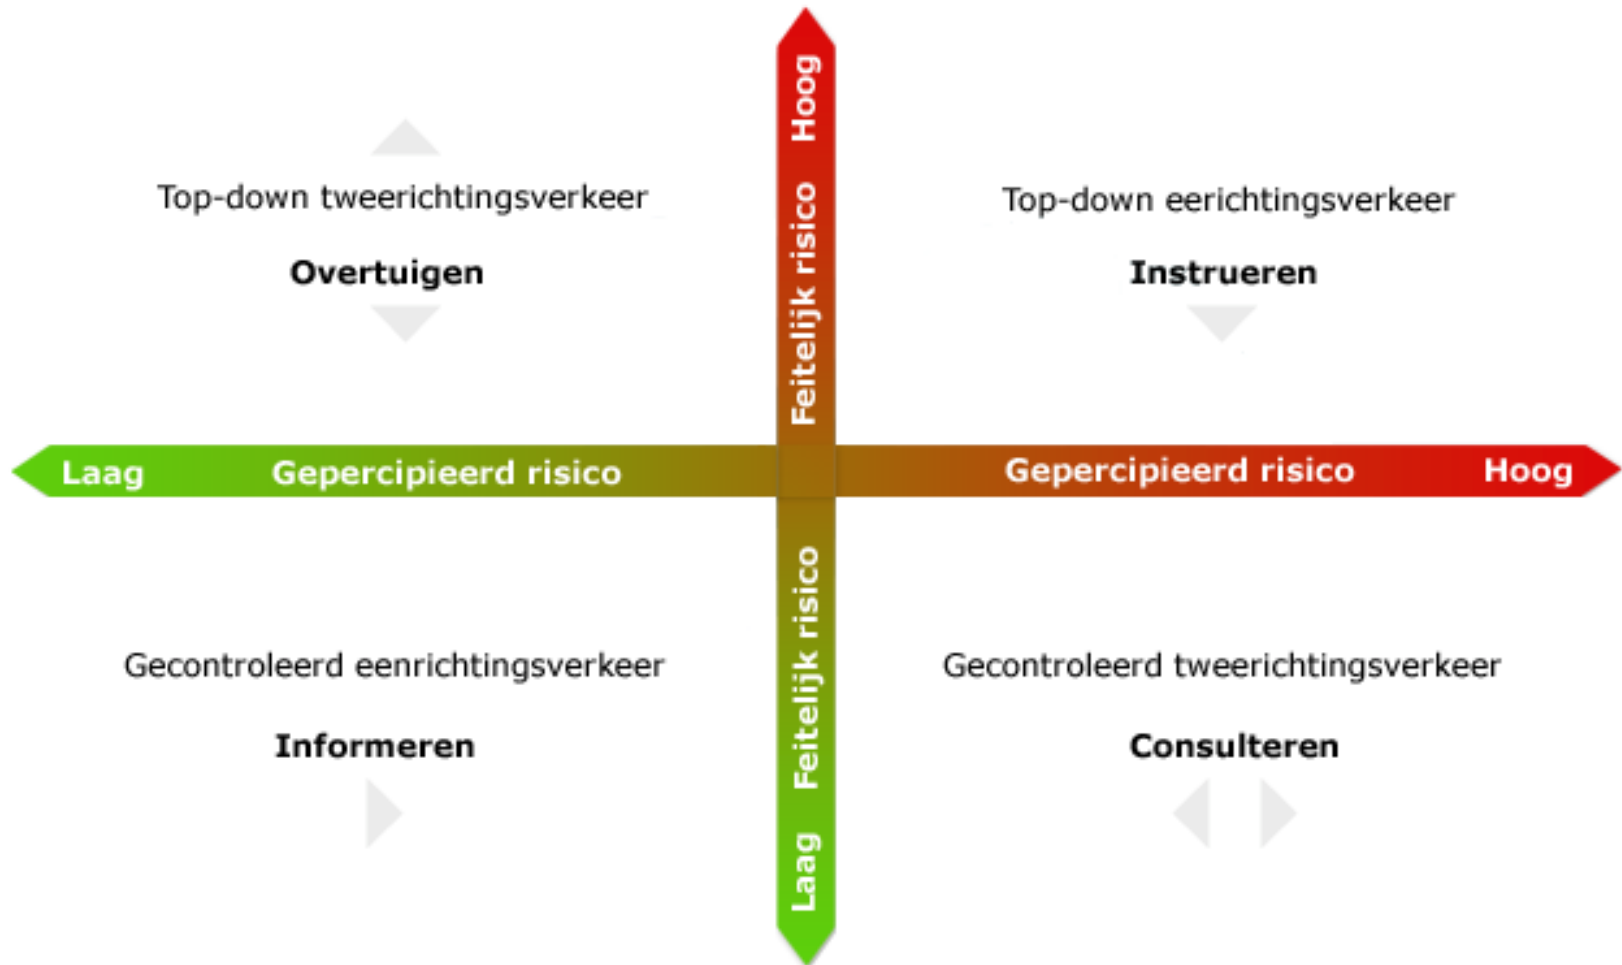 Hoog
Feitelijk risico
Top-down tweerichtingsverkeer
Overtuigen
Top-down eerichtingsverkeer
Instrueren
Laag
Gepercipieerd risico
Gepercipieerd risico
Hoog
Gecontroleerd eenrichtingsverkeer
Informeren
Feitelijk risico
Laag
Gecontroleerd tweerichtingsverkeer
Consulteren